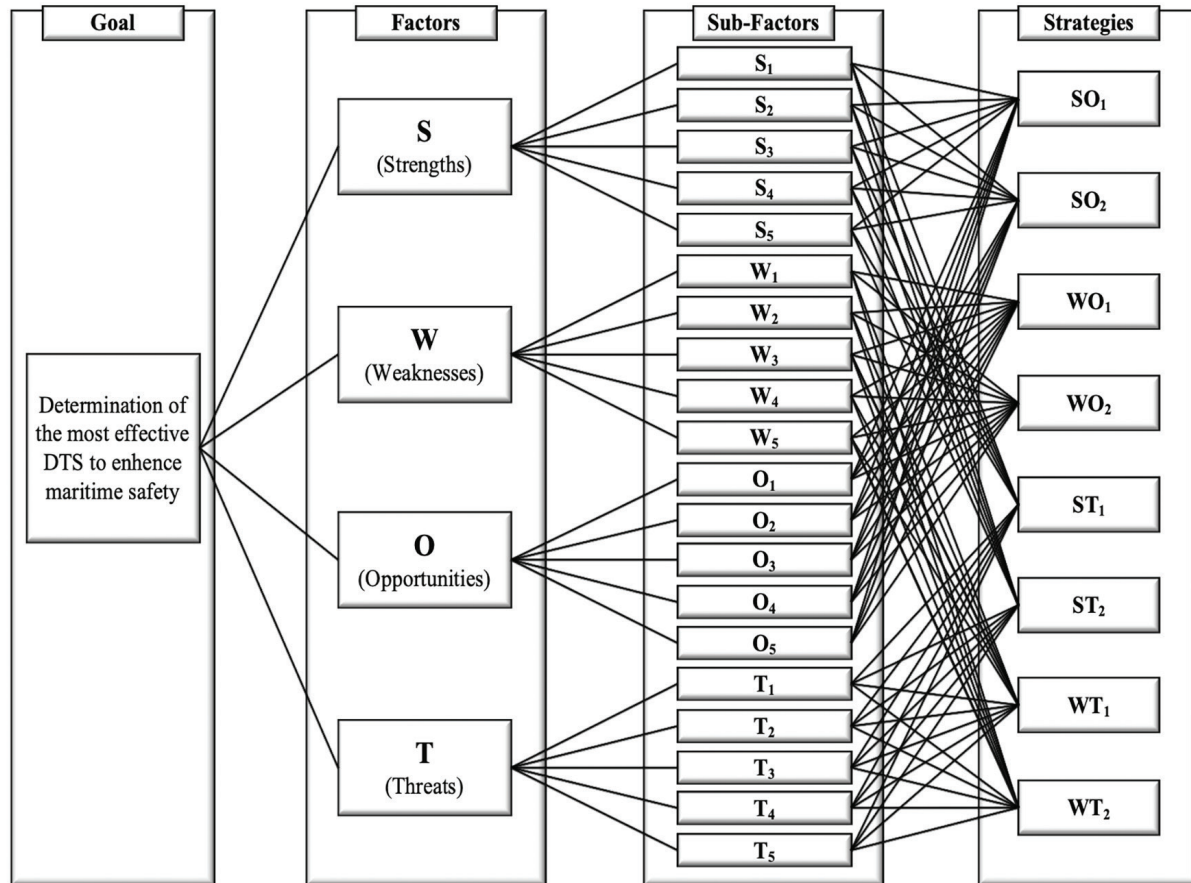 Goal
Factors
Sub-Factors
Strategies
Determination of
the most effective
DTS to enhence
maritime safety
S
(Strengths)
W
(Weaknesses)
O
(Opportunities)
T
(Threats)
S₁
S₂
S₃
S₄
S₅
W₁
W₂
W₃
W₄
W₅
O₁
O₂
O₃
O₄
O₅
T₁
T₂
T₃
T₄
T₅
SO₁
SO₂
WO₁
WO₂
ST₁
ST₂
WT₁
WT₂